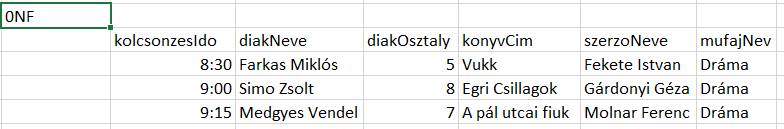 0NF
kolcsonzesIdo diakNeve diakOsztaly konyvCim szerzoNeve mufajNev
8:30 Farkas Miklós 5 Vukk Fekete Istvan Dráma
9:00 Simo Zsolt 8 Egri Csillagok Gárdonyi Géza Dráma
9:15 Medgyes Vendel 7 A pál utcai fiuk Molnar Ferenc Dráma